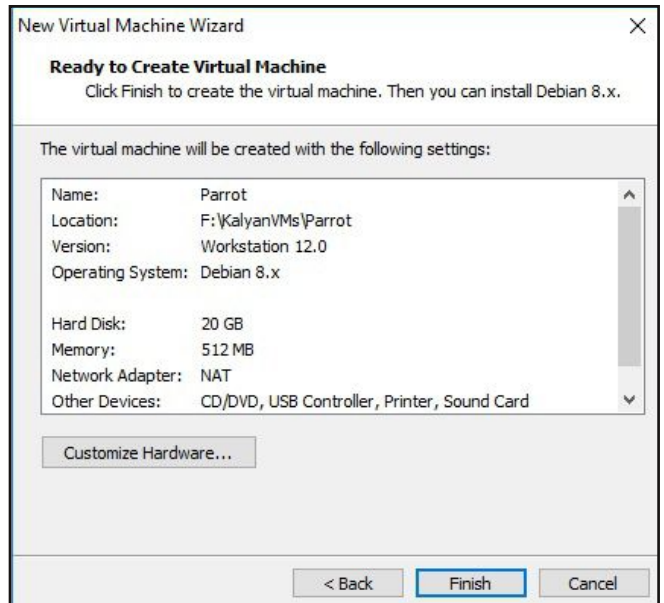 New Virtual Machine Wizard
Ready to Create Virtual Machine
Click Finish to create the virtual machine. Then you can install Debian 8.x.
The virtual machine will be created with the following settings:
Name: Parrot
Location: F:\KalyanVMs\Parrot
Version: Workstation 12.0
Operating System: Debian 8.x
Hard Disk: 20 GB
Memory: 512 MB
Network Adapter: NAT
Other Devices: CD/DVD, USB Controller, Printer, Sound Card
Customize Hardware...
< Back Finish Cancel